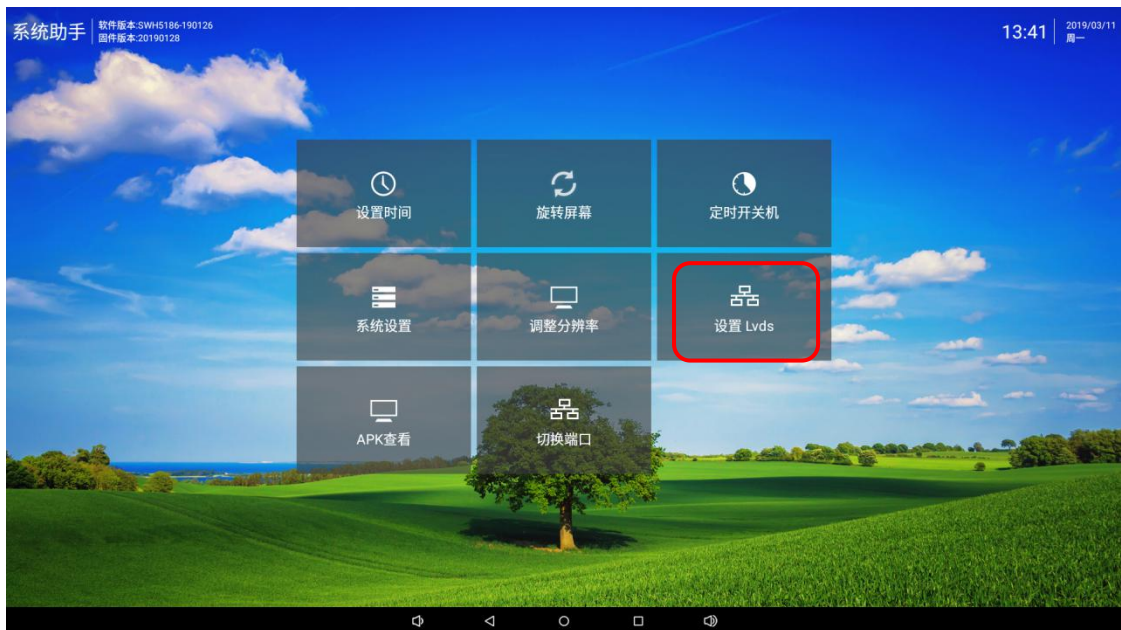 系统助手
软件版本:SWH5186-190126
固件版本:20190128
13:41
2019/03/11
周一
设置时间
旋转屏幕
定时开关机
系统设置
调整分辨率
设置 Lvds
APK查看
切换端口